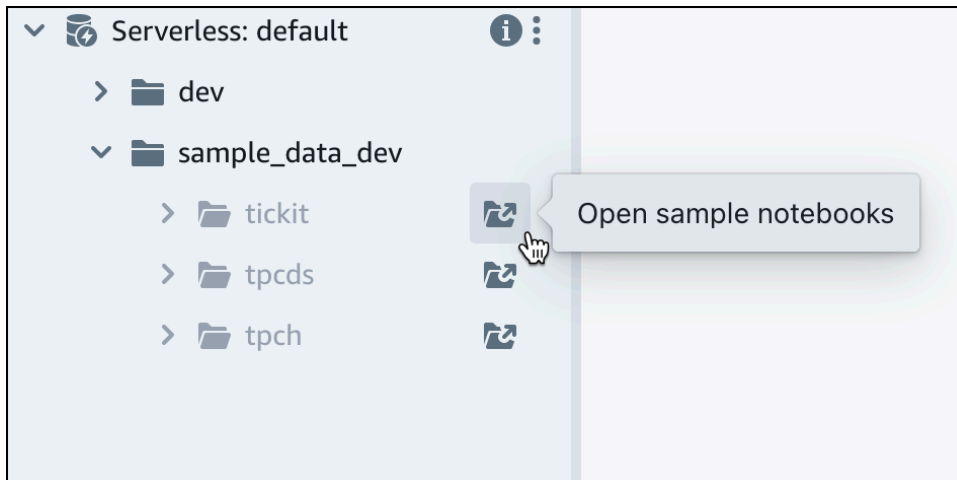 Serverless: default
dev
sample_data_dev
tickit
Open sample notebooks
tpcds
tpch